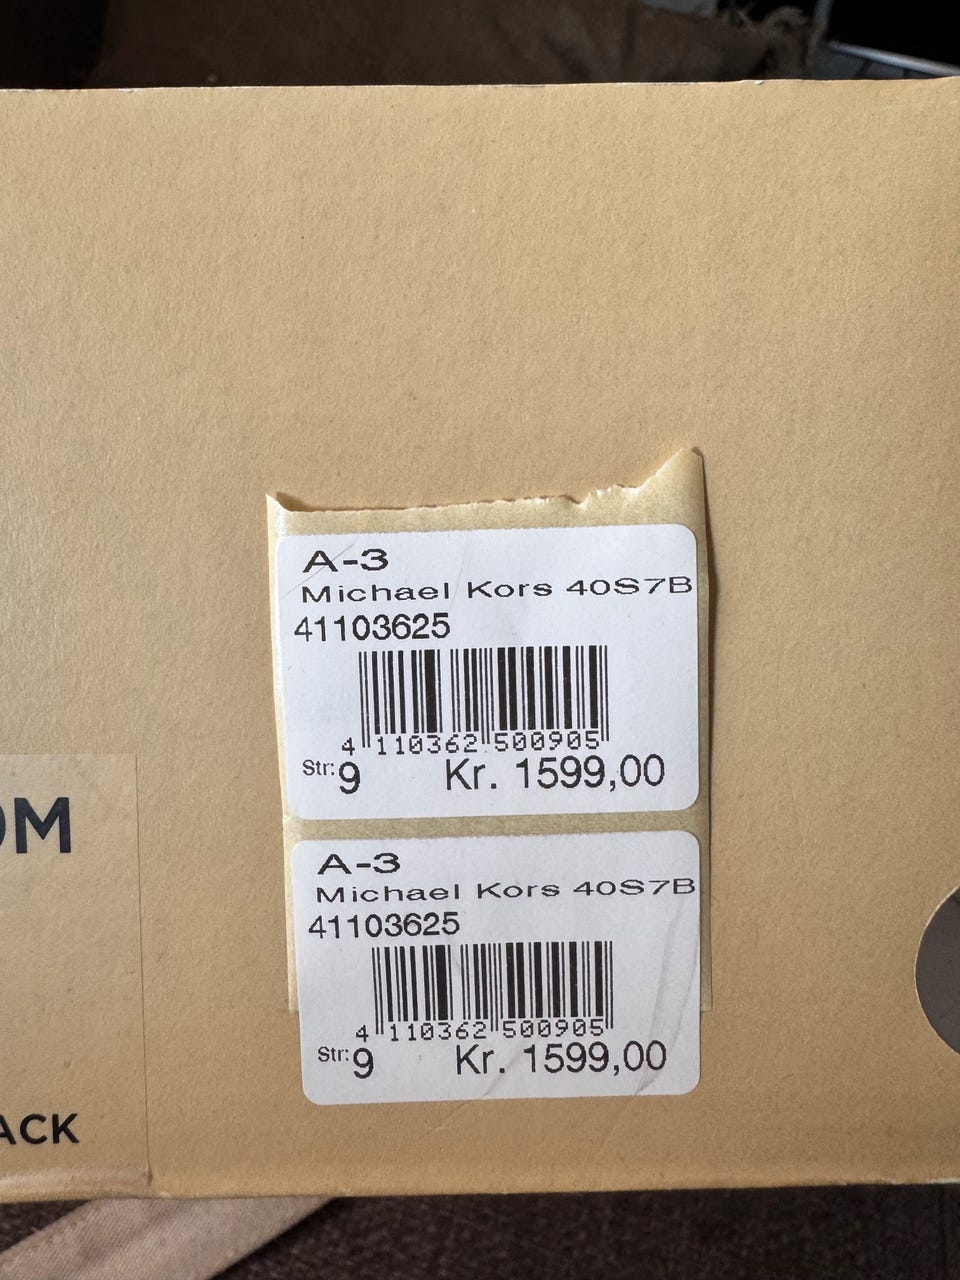 A-3
Michael Kors 40S7B
41103625
4 110362 500905
Str: 9 Kr. 1599,00
A-3
Michael Kors 40S7B
41103625
4 110362 500905
Str: 9 Kr. 1599,00
OM
ACK